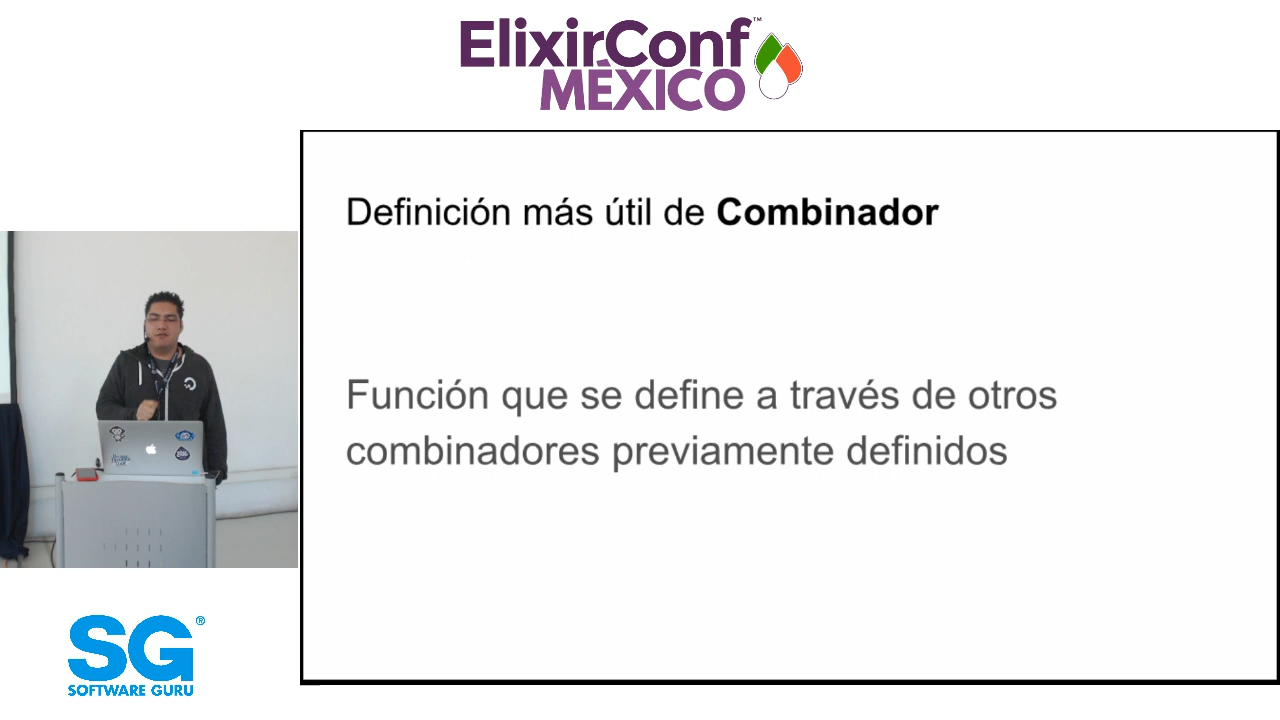 ElixirConf™
MÉXICO
Definición más útil de Combinador
Función que se define a través de otros
combinadores previamente definidos
SG®
SOFTWARE GURU